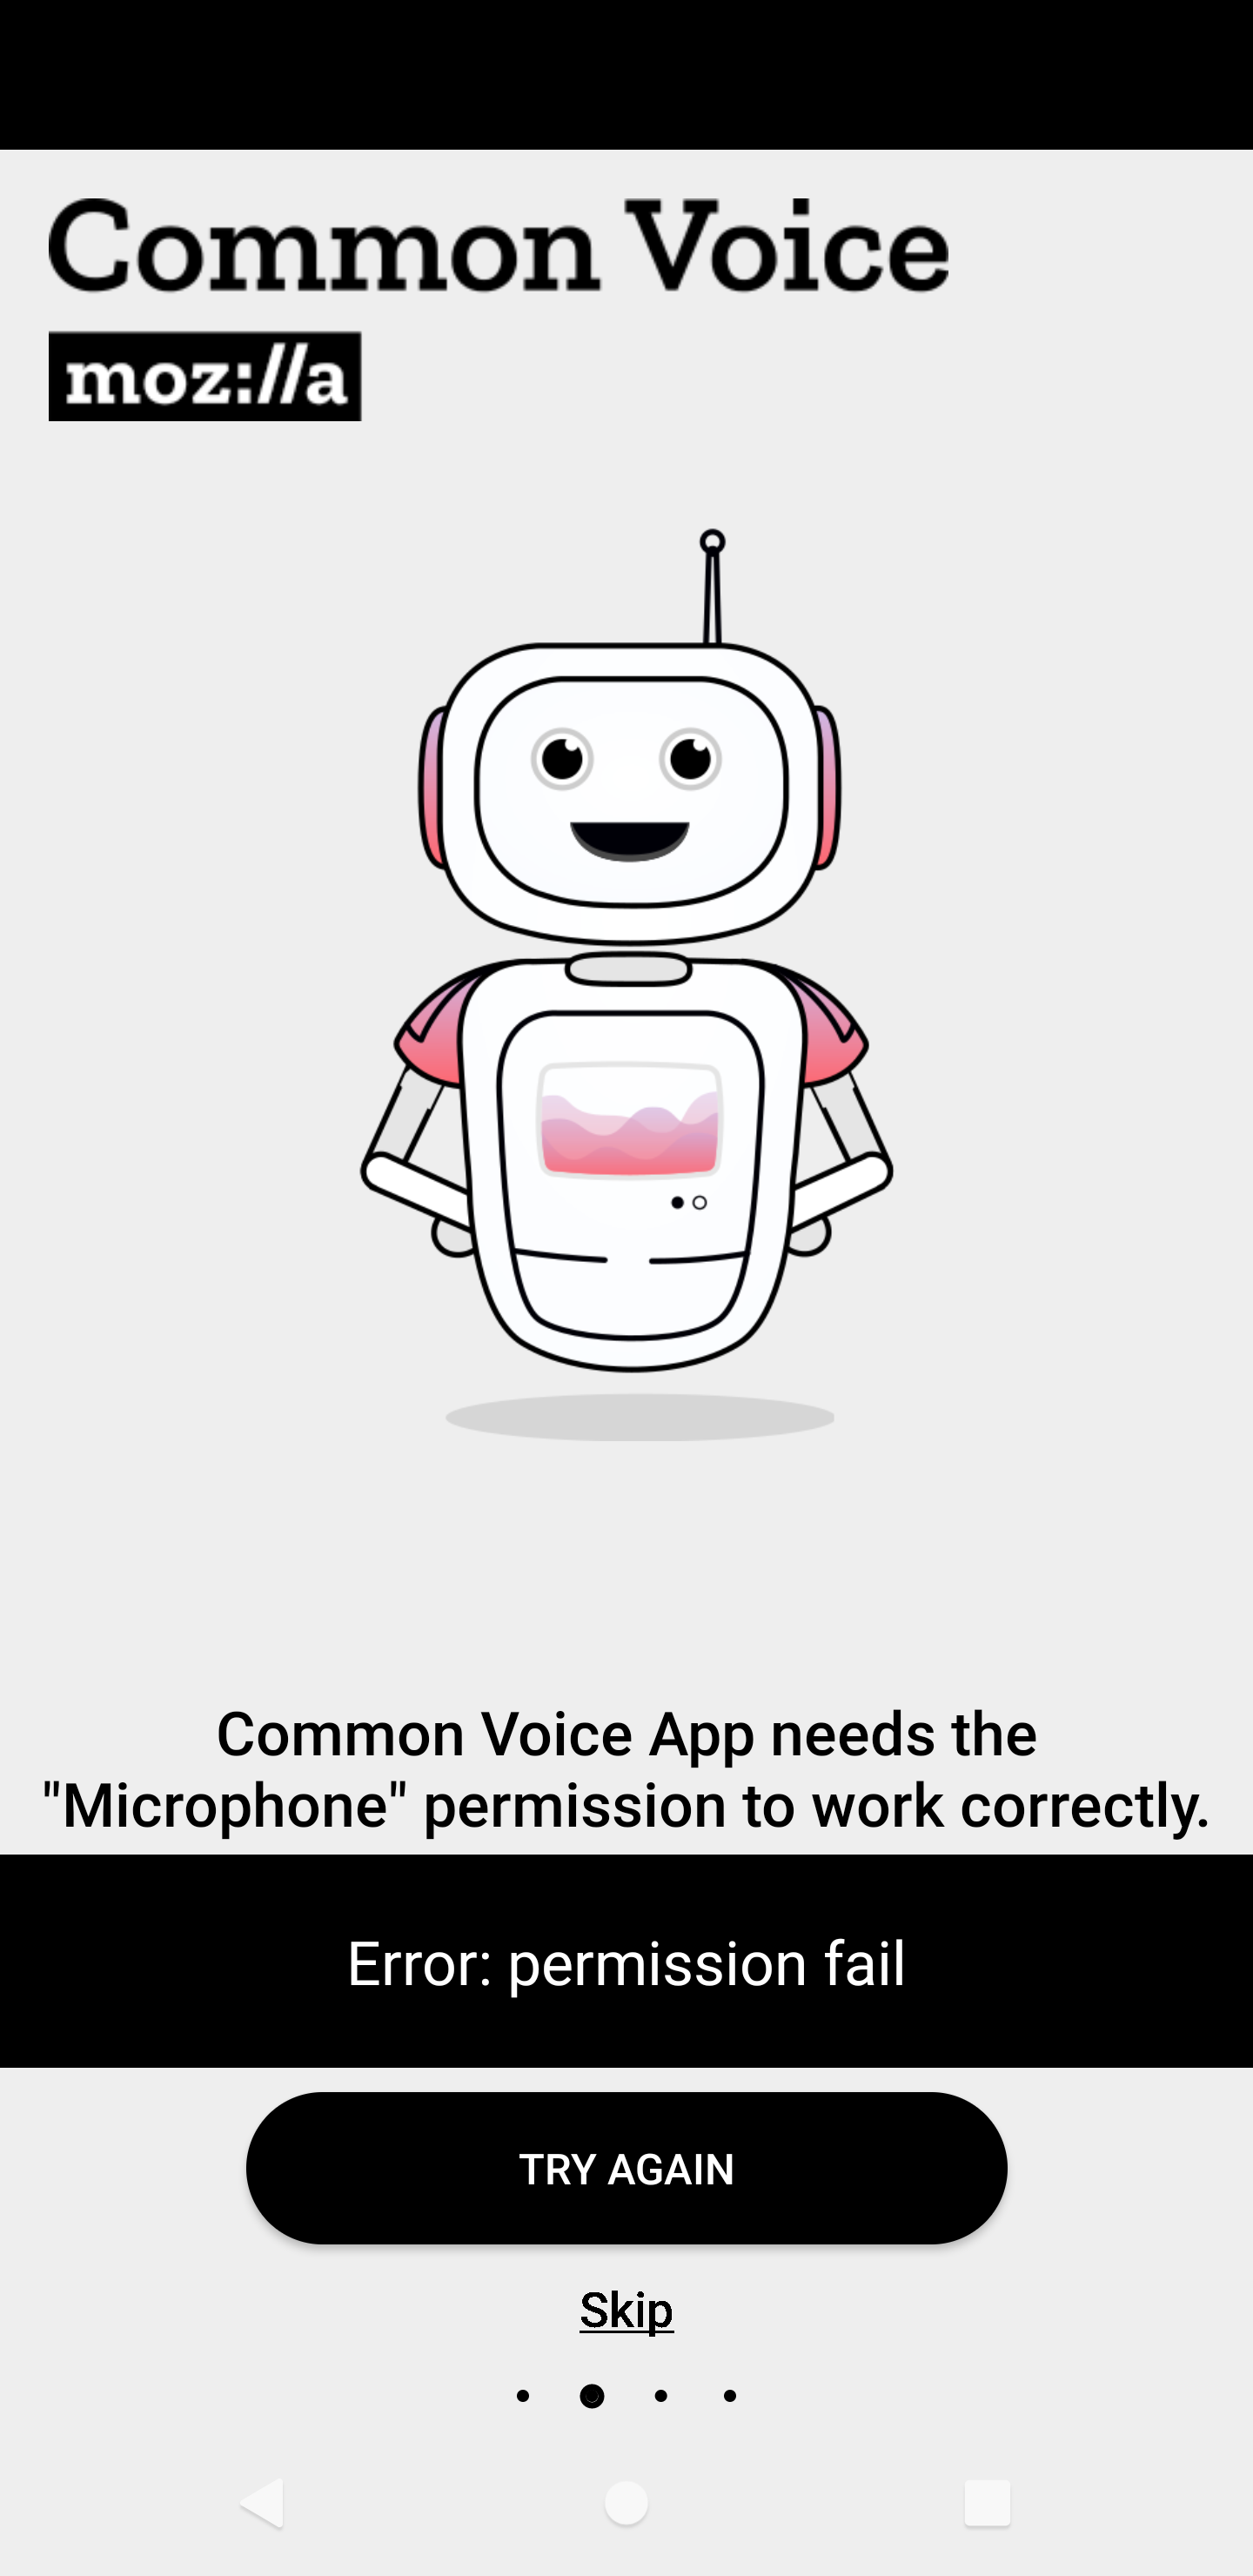 Common Voice
moz://a
Common Voice App needs the
"Microphone" permission to work correctly.
Error: permission fail
TRY AGAIN
Skip